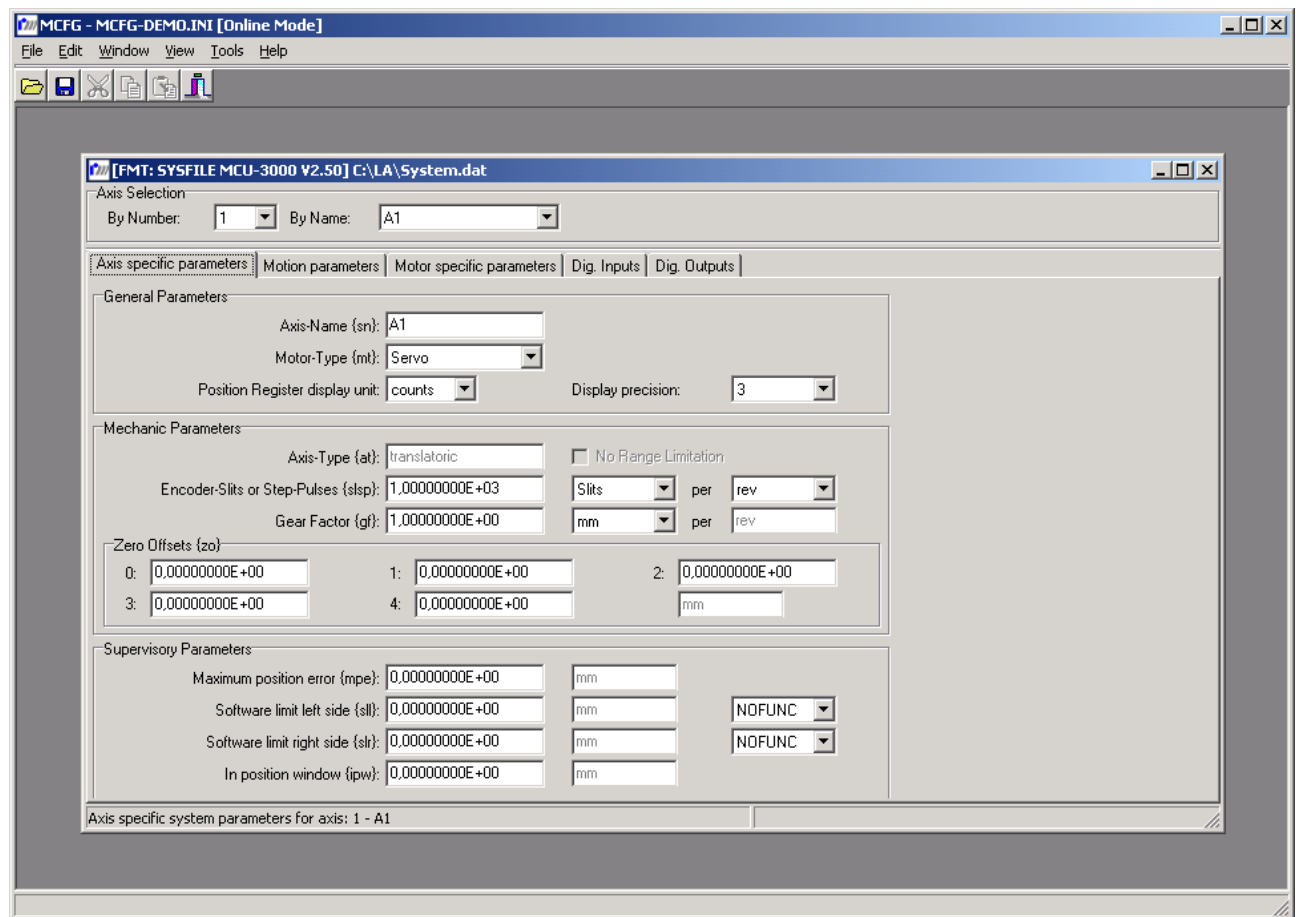 MCFG - MCFG-DEMO.INI [Online Mode]
File Edit Window View Tools Help
[FMT: SYSFILE MCU-3000 V2.50] C:\LA\System.dat
Axis Selection
By Number: 1 By Name: A1
Axis specific parameters Motion parameters Motor specific parameters Dig. Inputs Dig. Outputs
General Parameters
Axis-Name {sn}: A1
Motor-Type {mt}: Servo
Position Register display unit: counts Display precision: 3
Mechanic Parameters
Axis-Type {at}: translatoric No Range Limitation
Encoder-Slits or Step-Pulses {slsp}: 1,00000000E+03 Slits per rev
Gear Factor {gf}: 1,00000000E+00 mm per rev
Zero Offsets {zo}
0: 0,00000000E+00 1: 0,00000000E+00 2: 0,00000000E+00
3: 0,00000000E+00 4: 0,00000000E+00 mm
Supervisory Parameters
Maximum position error {mpe}: 0,00000000E+00 mm
Software limit left side {sll}: 0,00000000E+00 mm NOFUNC
Software limit right side {slr}: 0,00000000E+00 mm NOFUNC
In position window {ipw}: 0,00000000E+00 mm
Axis specific system parameters for axis: 1 - A1